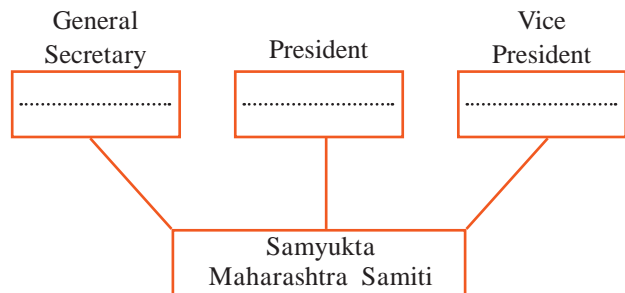 General
Secretary
President
Vice
President
Samyukta
Maharashtra Samiti